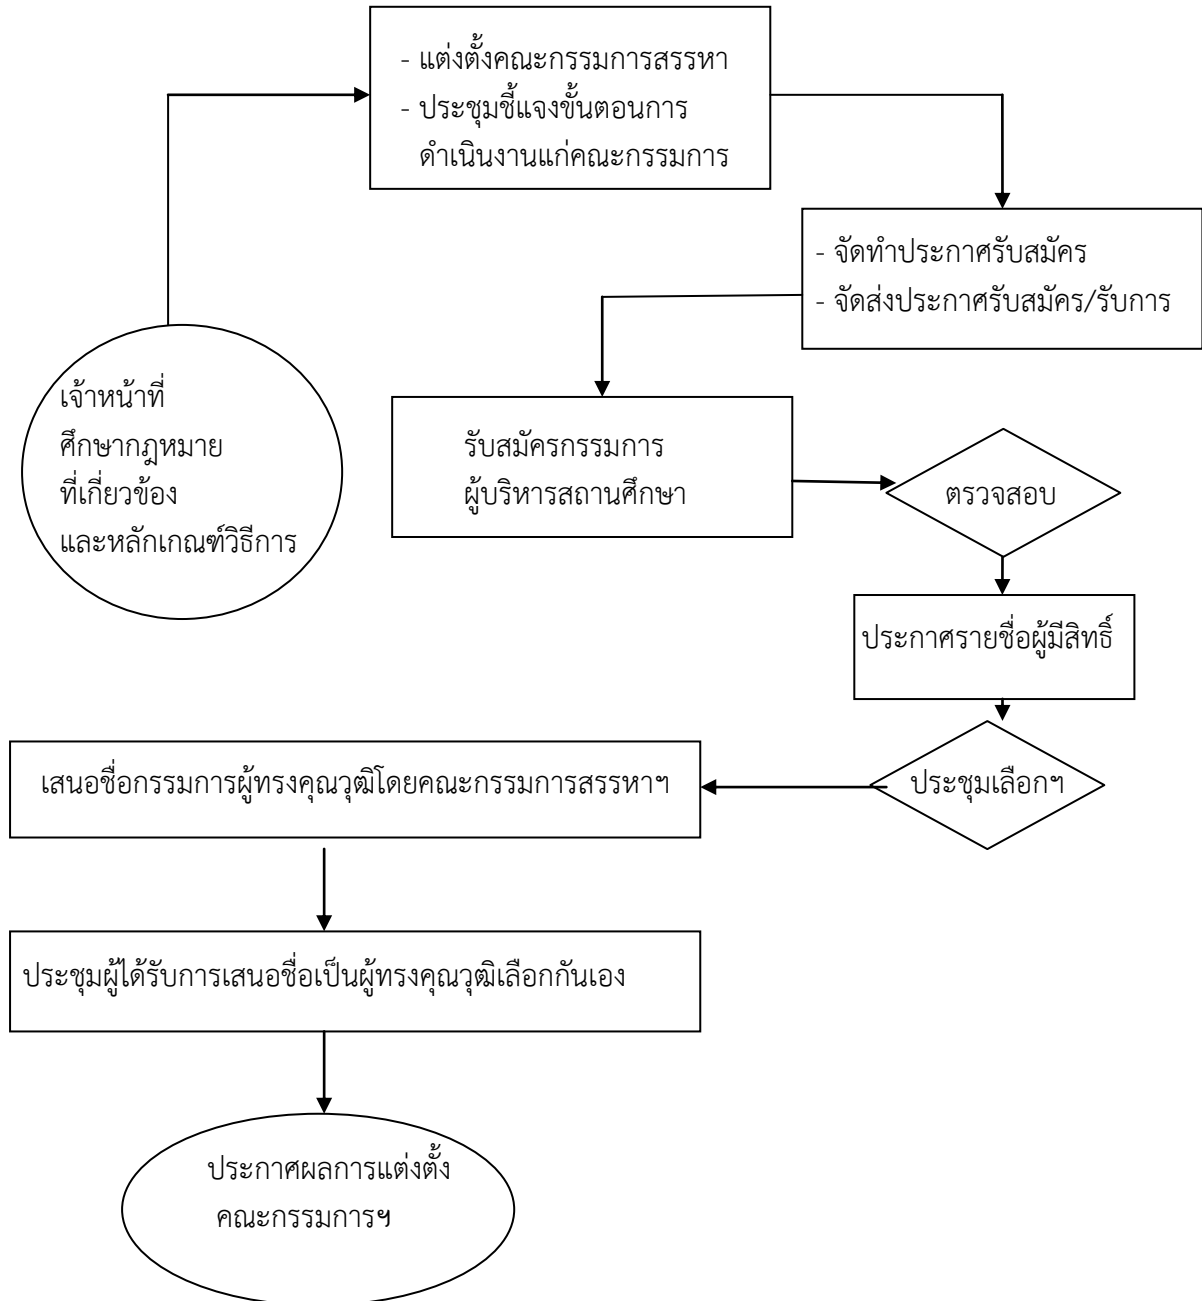 - แต่งตั้งคณะกรรมการสรรหา
- ประชุมชี้แจงขั้นตอนการ
ดำเนินงานแก่คณะกรรมการ
- จัดทำประกาศรับสมัคร
- จัดส่งประกาศรับสมัคร/รับการ
เจ้าหน้าที่
ศึกษากฎหมาย
ที่เกี่ยวข้อง
และหลักเกณฑ์วิธีการ
รับสมัครกรรมการ
ผู้บริหารสถานศึกษา
ตรวจสอบ
ประกาศรายชื่อผู้มีสิทธิ์
ประชุมเลือกฯ
เสนอชื่อกรรมการผู้ทรงคุณวุฒิโดยคณะกรรมการสรรหาฯ
ประชุมผู้ได้รับการเสนอชื่อเป็นผู้ทรงคุณวุฒิเลือกกันเอง
ประกาศผลการแต่งตั้ง
คณะกรรมการฯ